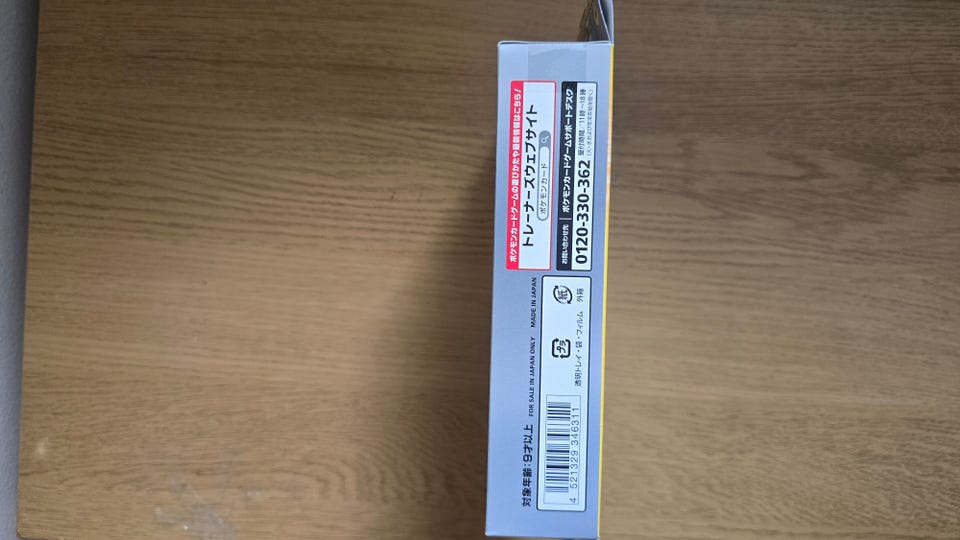 ポケモンカードゲームの遊びかたや最新情報はこちら!
トレーナーズウェブサイト
ポケモンカード
お問い合わせ先 ポケモンカードゲームサポートデスク
0120-330-362 受付時間/11時~18時
対象年齢:9才以上 FOR SALE IN JAPAN ONLY MADE IN JAPAN
4 521329 346311
プラ
透明トレイ・袋・フィルム
紙
外箱